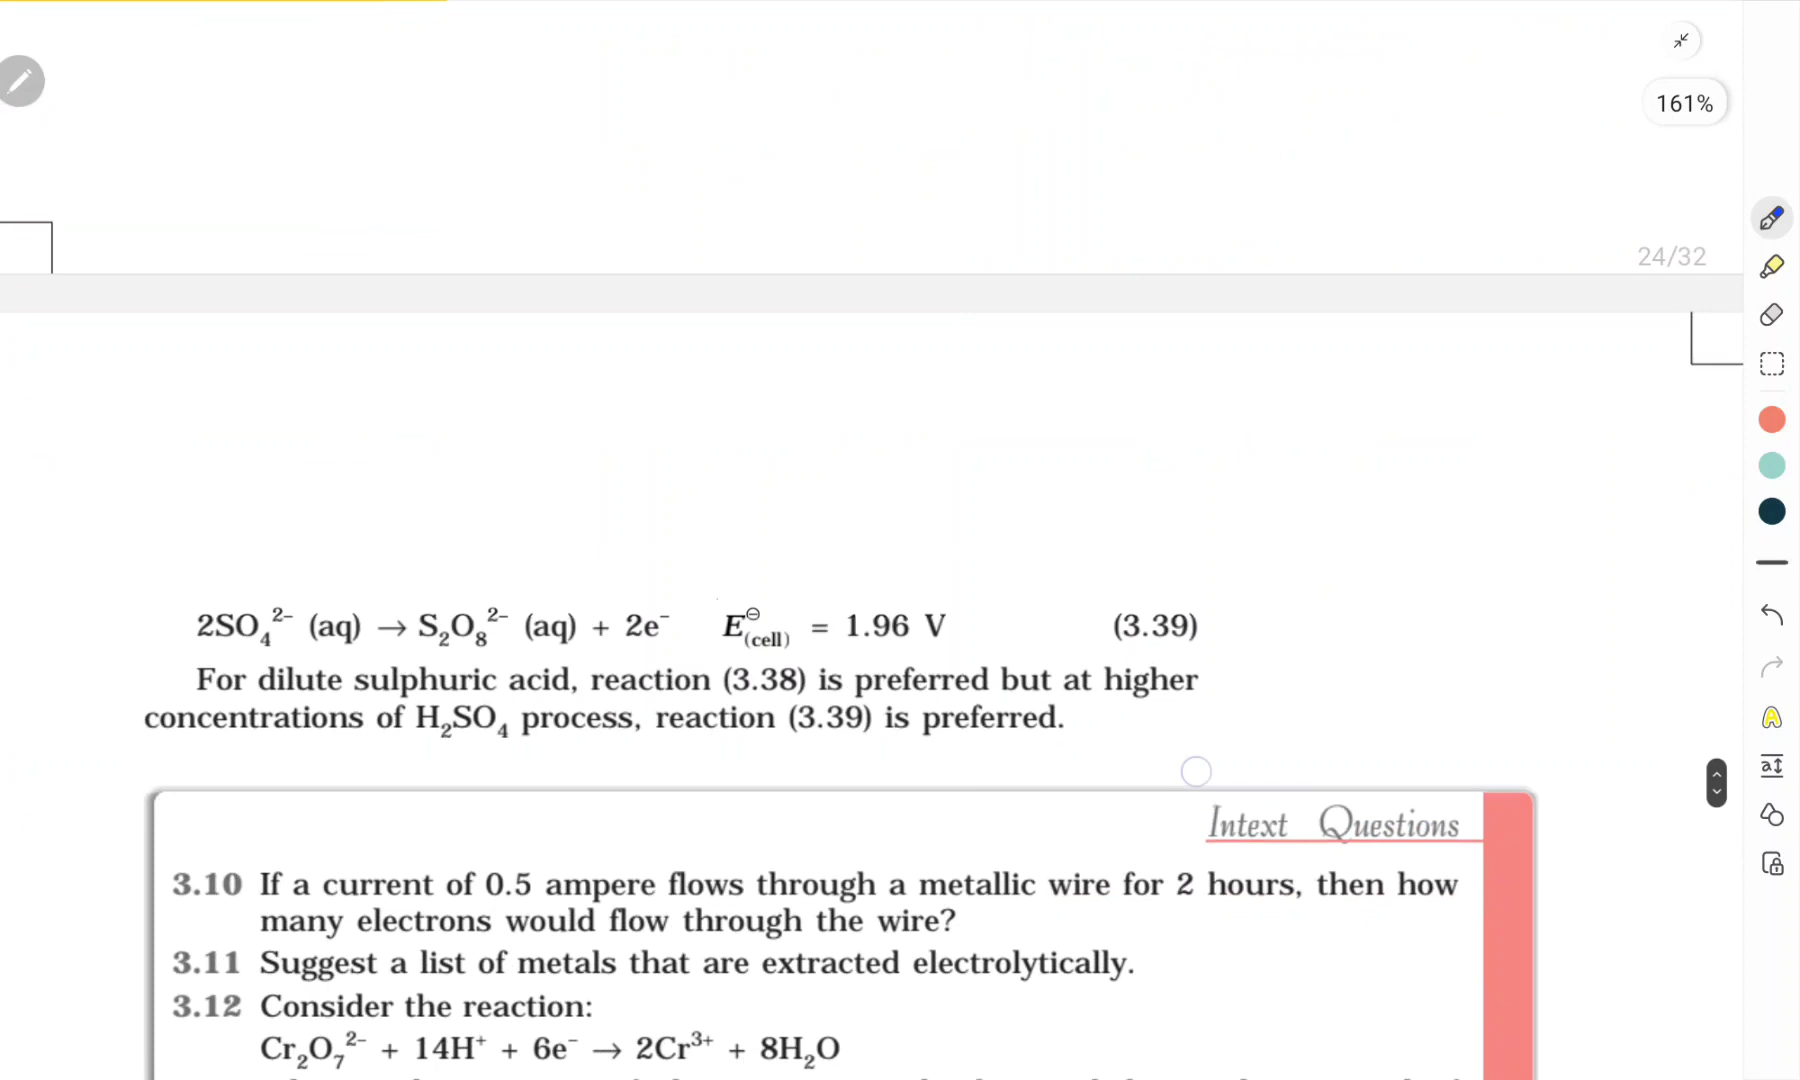 161%
24/32
2SO₄²⁻ (aq) → S₂O₈²⁻ (aq) + 2e⁻ E⊖(cell) = 1.96 V (3.39)
For dilute sulphuric acid, reaction (3.38) is preferred but at higher
concentrations of H₂SO₄ process, reaction (3.39) is preferred.
Intext Questions
3.10 If a current of 0.5 ampere flows through a metallic wire for 2 hours, then how
many electrons would flow through the wire?
3.11 Suggest a list of metals that are extracted electrolytically.
3.12 Consider the reaction:
Cr₂O₇²⁻ + 14H⁺ + 6e⁻ → 2Cr³⁺ + 8H₂O